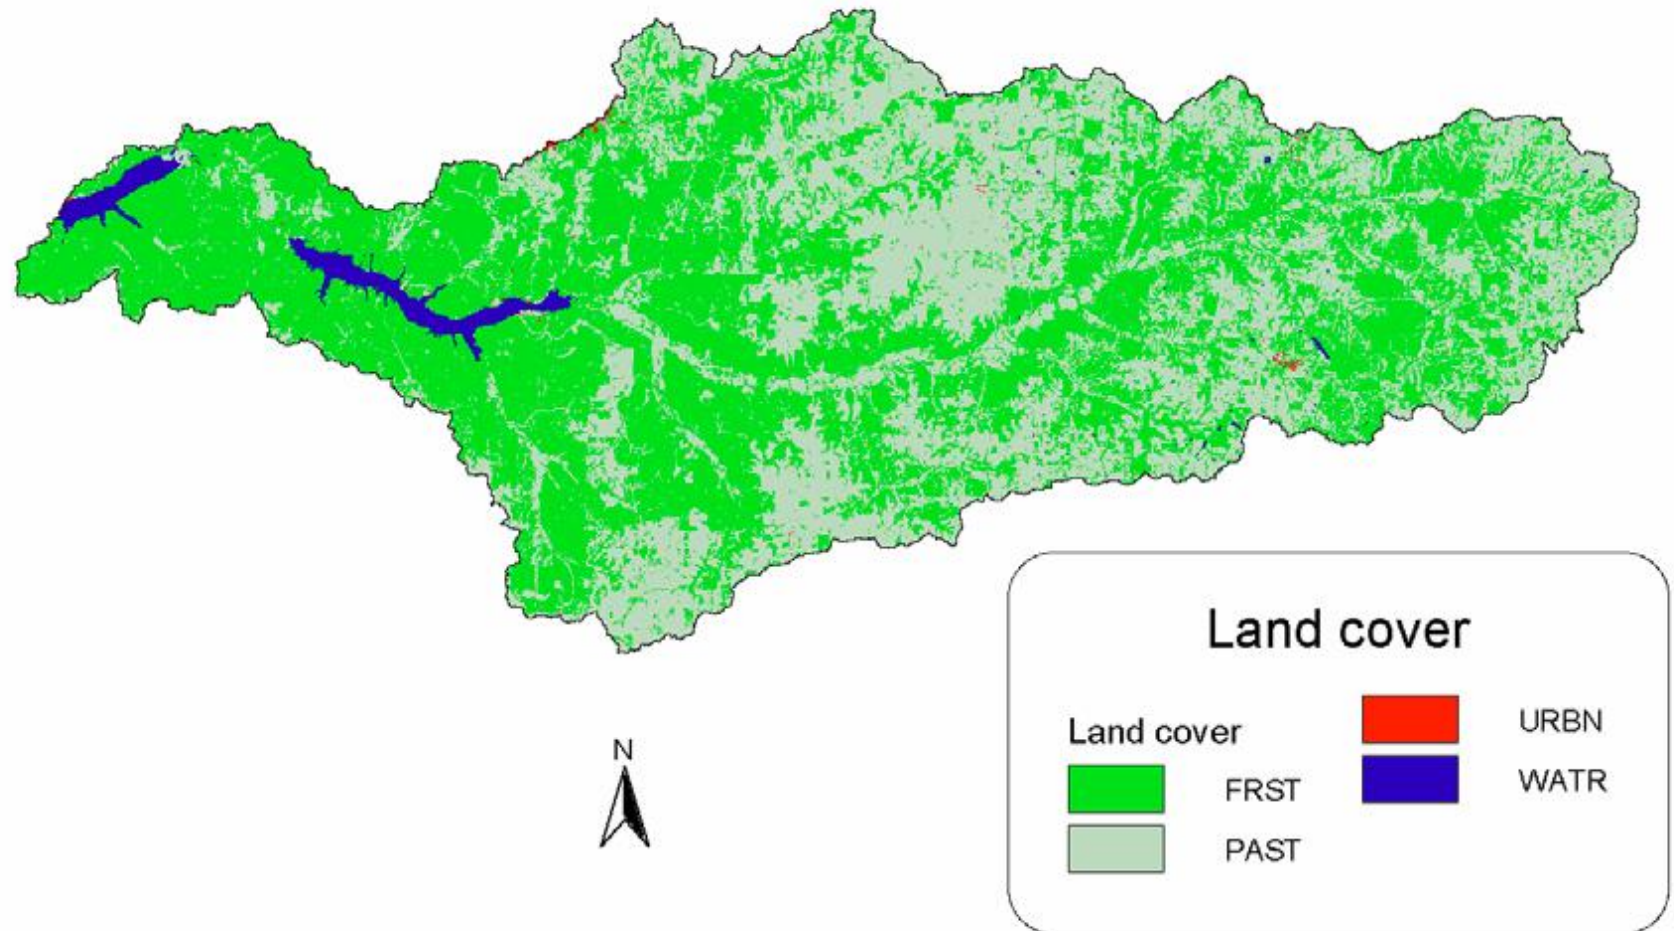 Land cover
Land cover
FRST
PAST
URBN
WATR
N